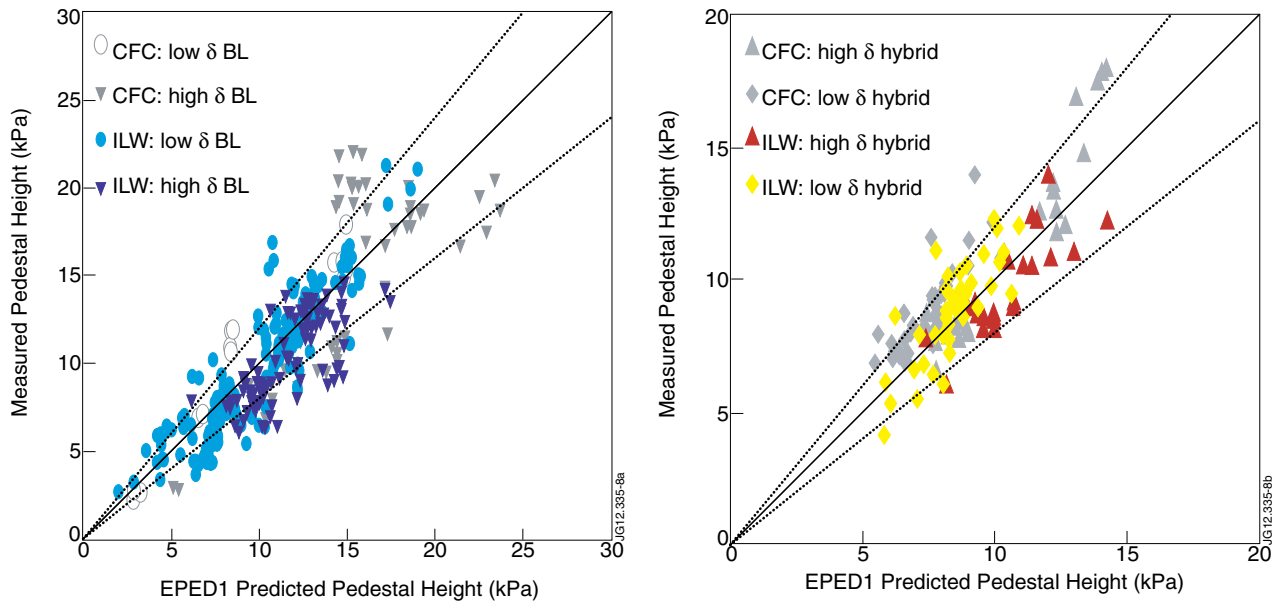 30
25
20
15
10
5
0
Measured Pedestal Height (kPa)
CFC: low δ BL
CFC: high δ BL
ILW: low δ BL
ILW: high δ BL
0 5 10 15 20 25 30
EPED1 Predicted Pedestal Height (kPa)
JG12.335-8a
20
15
10
5
0
Measured Pedestal Height (kPa)
CFC: high δ hybrid
CFC: low δ hybrid
ILW: high δ hybrid
ILW: low δ hybrid
0 5 10 15 20
EPED1 Predicted Pedestal Height (kPa)
JG12.335-8b